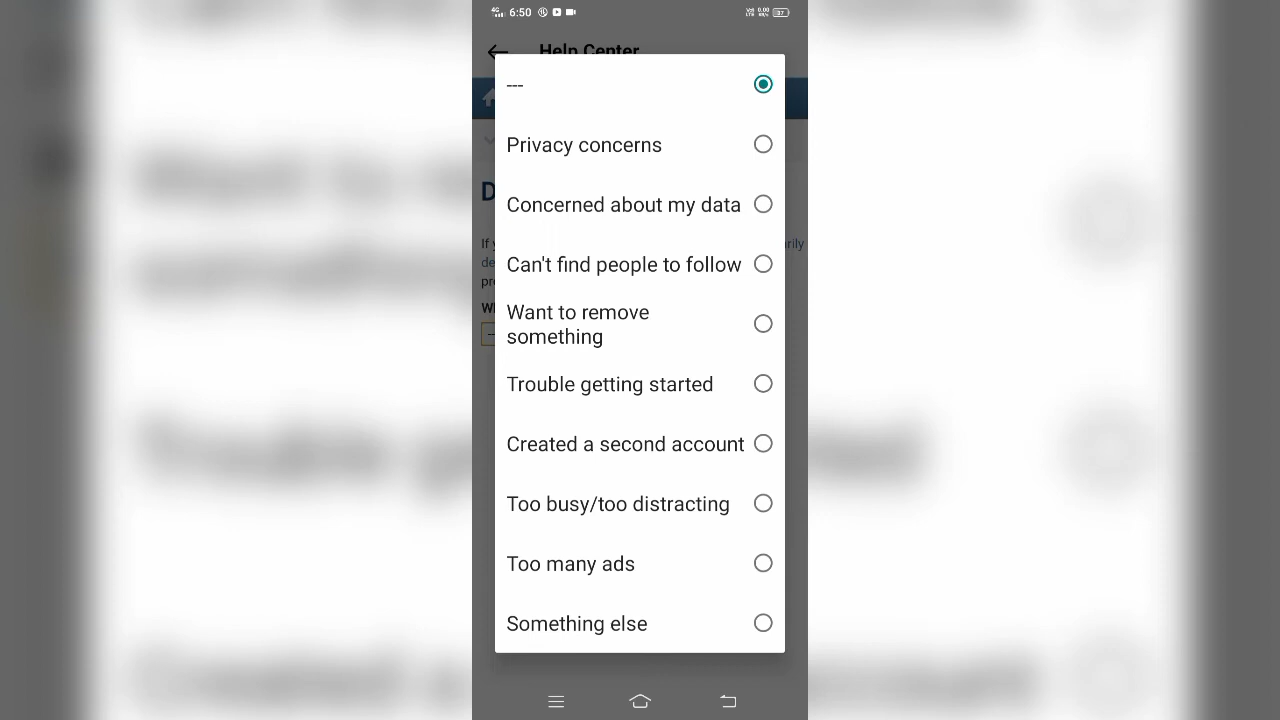 4G 6:50
Help Center
---
Privacy concerns
Concerned about my data
Can't find people to follow
Want to remove
something
Trouble getting started
Created a second account
Too busy/too distracting
Too many ads
Something else